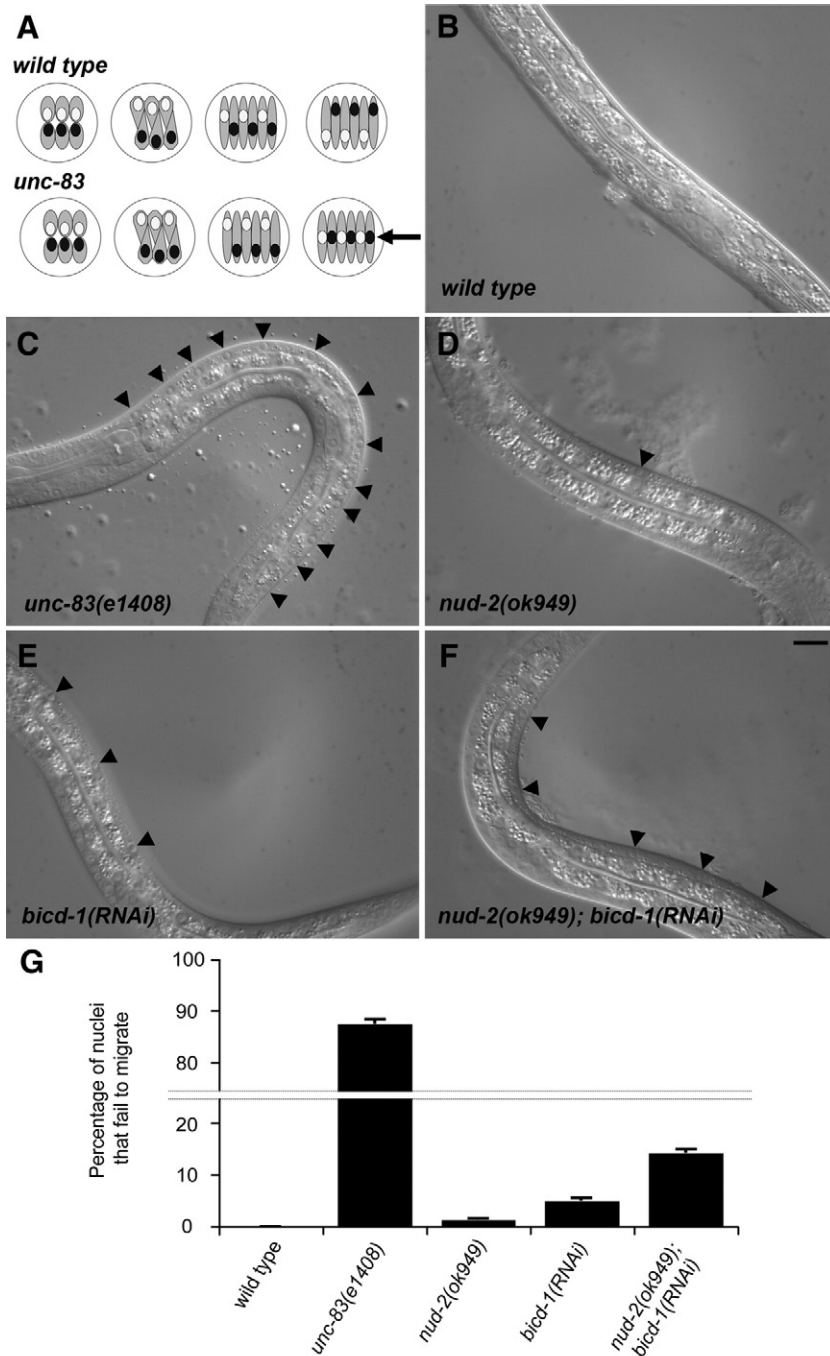 A
wild type
unc-83
B
wild type
C
unc-83(e1408)
D
nud-2(ok949)
E
bicd-1(RNAi)
F
nud-2(ok949); bicd-1(RNAi)
G
Percentage of nuclei
that fail to migrate
100
90
80
20
10
0
wild type
unc-83(e1408)
nud-2(ok949)
bicd-1(RNAi)
nud-2(ok949);
bicd-1(RNAi)